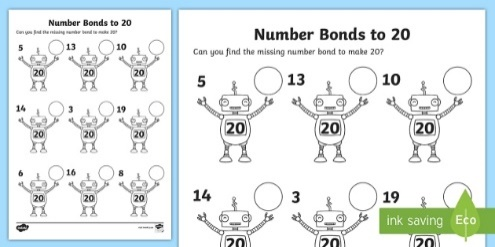 Number Bonds to 20
Can you find the missing number bond to make 20?
5 13 10
20 20 20
14 3 19
20 20 20
6 16 8
20 20 20
Number Bonds to 20
Can you find the missing number bond to make 20?
5 13 10
20 20 20
14 3 19
20 20 20
ink saving Eco